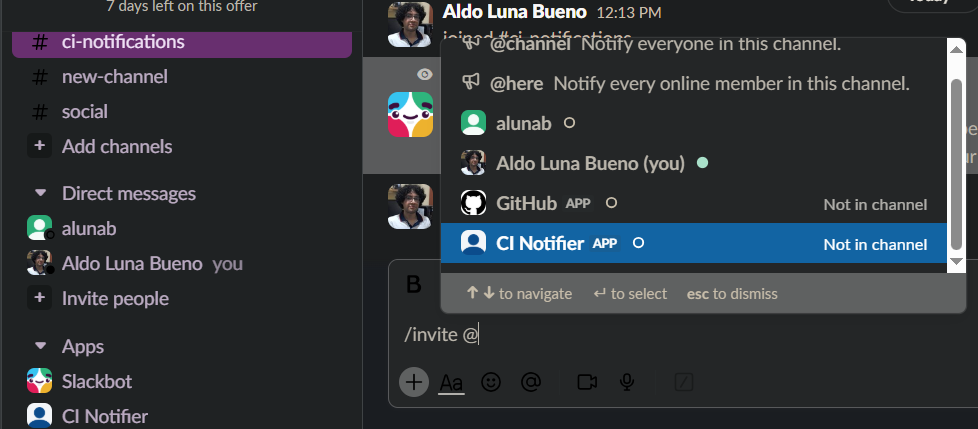 7 days left on this offer
# ci-notifications
# new-channel
# social
+ Add channels
Direct messages
alunab
Aldo Luna Bueno you
+ Invite people
Apps
Slackbot
CI Notifier
Aldo Luna Bueno 12:13 PM
joined #ci-notifications
@channel Notify everyone in this channel.
@here Notify every online member in this channel.
alunab
Aldo Luna Bueno (you)
GitHub APP Not in channel
CI Notifier APP Not in channel
↑ ↓ to navigate ↵ to select esc to dismiss
B
/invite @
+ Aa @